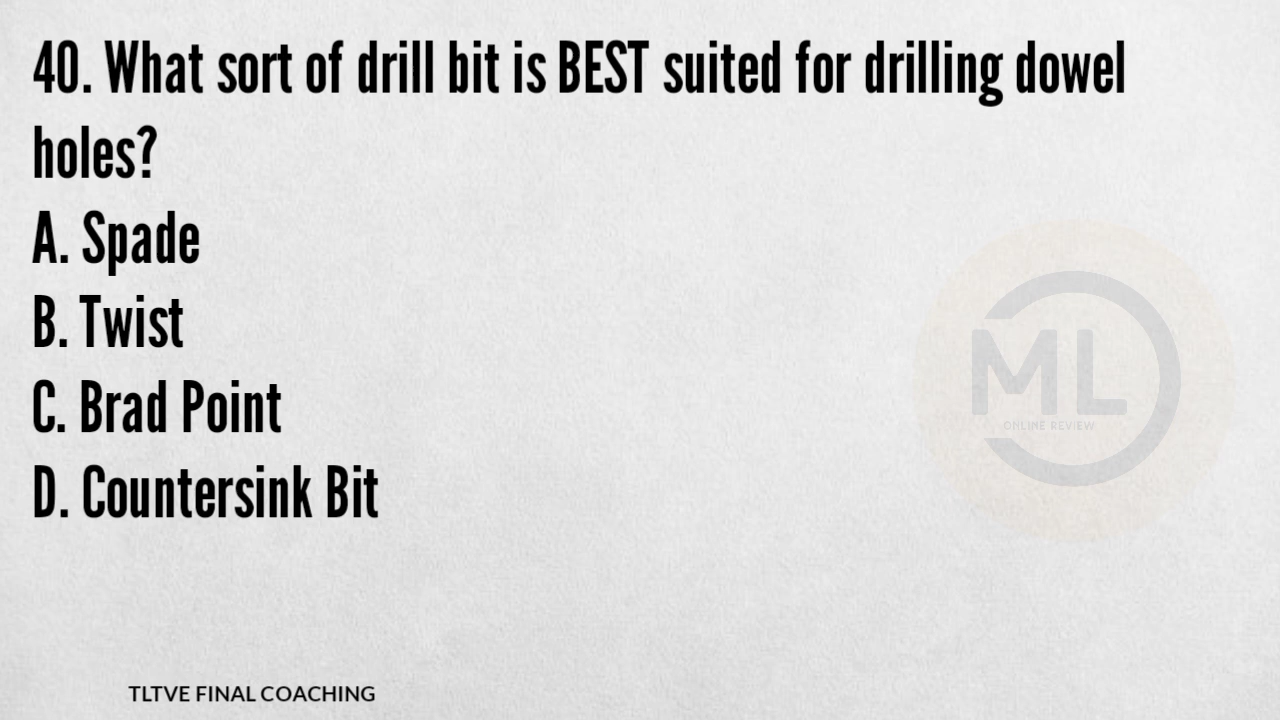 40. What sort of drill bit is BEST suited for drilling dowel
holes?
A. Spade
B. Twist
C. Brad Point
D. Countersink Bit
ML
ONLINE REVIEW
TLTVE FINAL COACHING